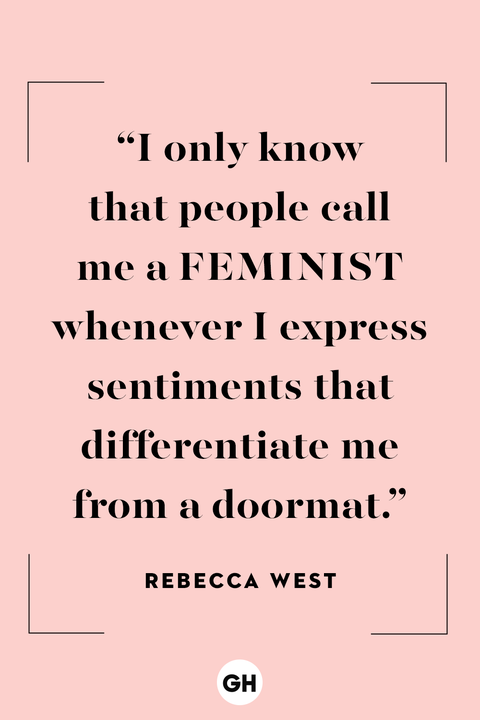 “I only know
that people call
me a FEMINIST
whenever I express
sentiments that
differentiate me
from a doormat.”
REBECCA WEST
GH